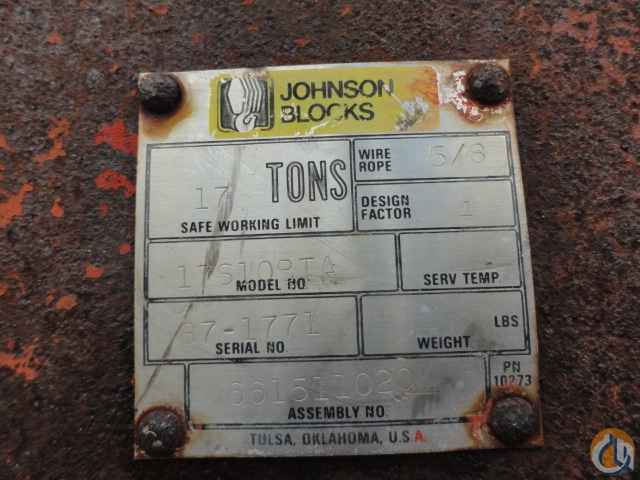 JOHNSON
BLOCKS
17 TONS
SAFE WORKING LIMIT
WIRE
ROPE 5/8
DESIGN
FACTOR 1
MODEL NO
SERV TEMP
SERIAL NO.
LBS
WEIGHT
PN
10273
ASSEMBLY NO.
TULSA, OKLAHOMA, U.S.A.